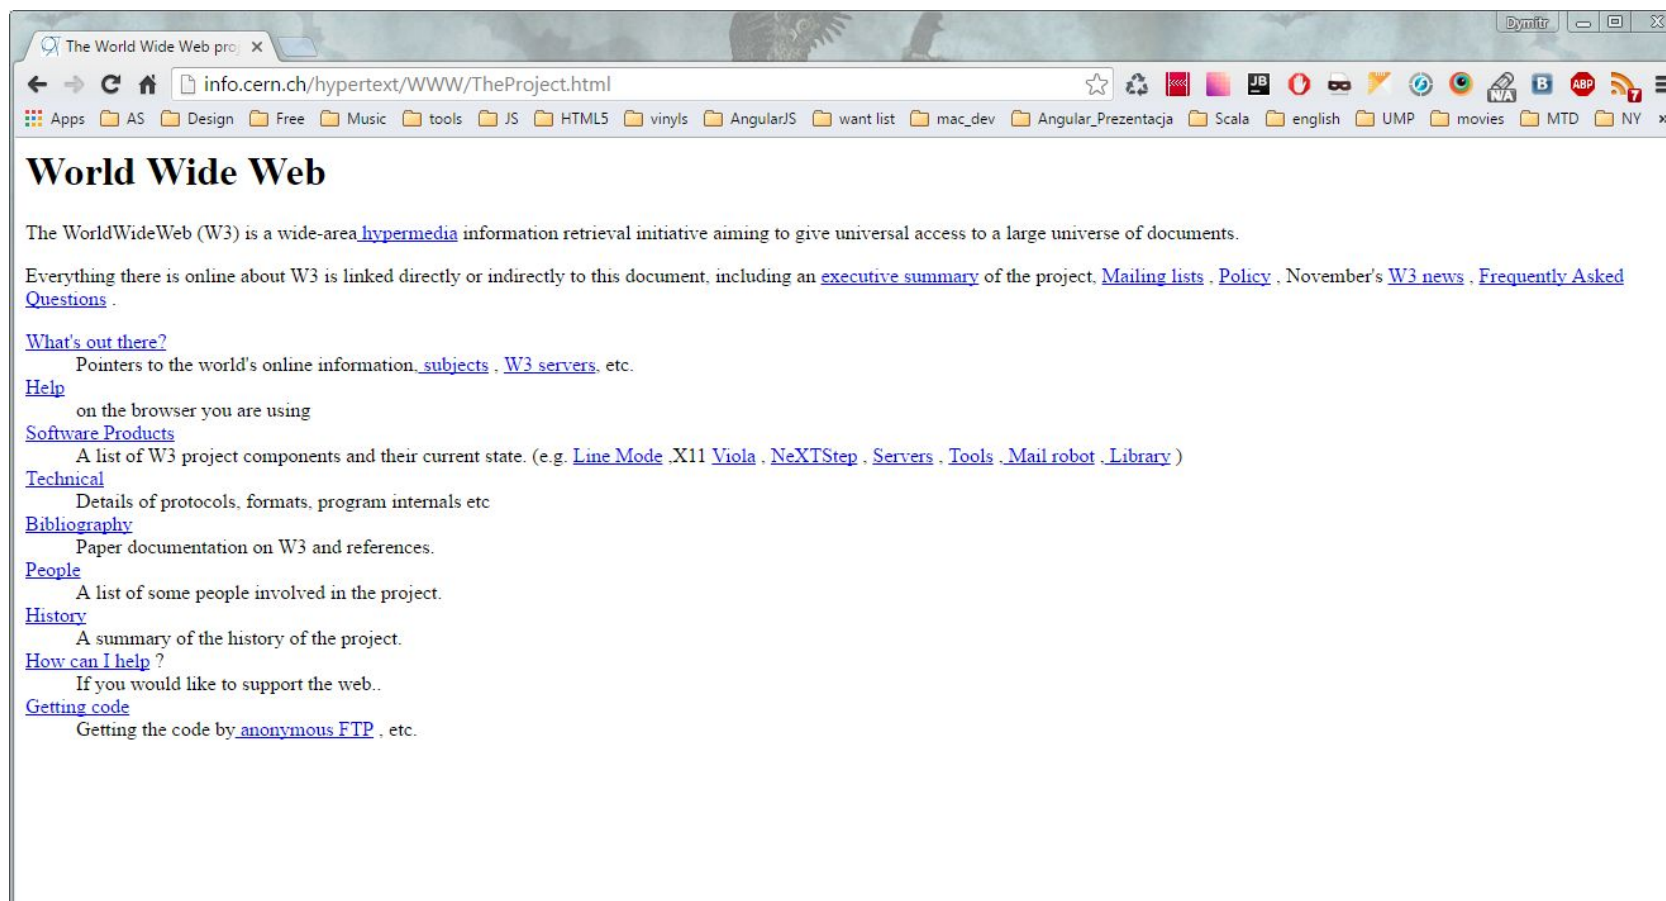 Dymitr
The World Wide Web pro
info.cern.ch/hypertext/WWW/TheProject.html
JB N/A B ABP 7
Apps AS Design Free Music tools JS HTML5 vinyls AngularJS want list mac_dev Angular_Prezentacja Scala english UMP movies MTD NY »
World Wide Web
The WorldWideWeb (W3) is a wide-area hypermedia information retrieval initiative aiming to give universal access to a large universe of documents.
Everything there is online about W3 is linked directly or indirectly to this document, including an executive summary of the project, Mailing lists , Policy , November's W3 news , Frequently Asked
Questions .
What's out there?
Pointers to the world's online information, subjects , W3 servers, etc.
Help
on the browser you are using
Software Products
A list of W3 project components and their current state. (e.g. Line Mode ,X11 Viola , NeXTStep , Servers , Tools , Mail robot , Library )
Technical
Details of protocols, formats, program internals etc
Bibliography
Paper documentation on W3 and references.
People
A list of some people involved in the project.
History
A summary of the history of the project.
How can I help ?
If you would like to support the web..
Getting code
Getting the code by anonymous FTP , etc.